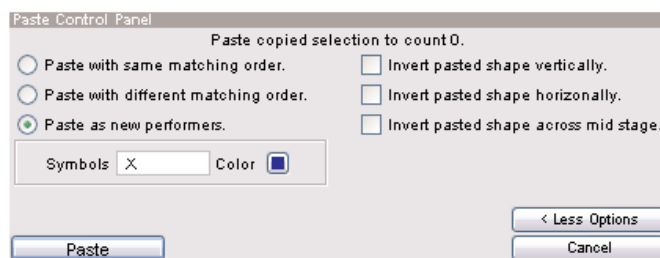 Paste Control Panel
Paste copied selection to count 0.
Paste with same matching order.
Invert pasted shape vertically.
Paste with different matching order.
Invert pasted shape horizonally.
Paste as new performers.
Invert pasted shape across mid stage.
Symbols X Color
< Less Options
Paste
Cancel